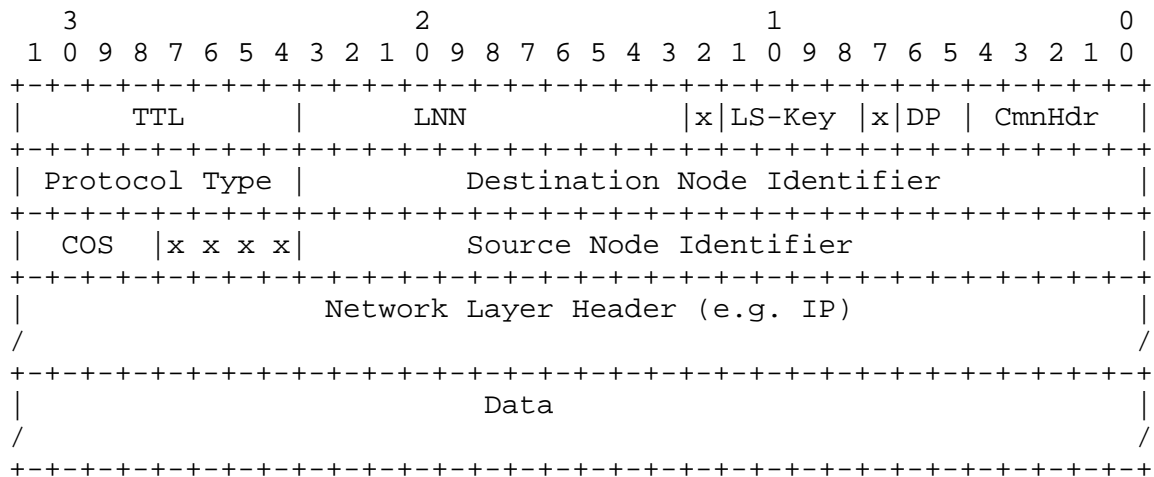 3                   2                   1                   0
  1 0 9 8 7 6 5 4 3 2 1 0 9 8 7 6 5 4 3 2 1 0 9 8 7 6 5 4 3 2 1 0
 +-+-+-+-+-+-+-+-+-+-+-+-+-+-+-+-+-+-+-+-+-+-+-+-+-+-+-+-+-+-+-+-+
 |      TTL      |      LNN              |x|LS-Key |x|DP | CmnHdr  |
 +-+-+-+-+-+-+-+-+-+-+-+-+-+-+-+-+-+-+-+-+-+-+-+-+-+-+-+-+-+-+-+-+
 | Protocol Type |         Destination Node Identifier           |
 +-+-+-+-+-+-+-+-+-+-+-+-+-+-+-+-+-+-+-+-+-+-+-+-+-+-+-+-+-+-+-+-+
 |  COS  |x x x x|         Source Node Identifier                |
 +-+-+-+-+-+-+-+-+-+-+-+-+-+-+-+-+-+-+-+-+-+-+-+-+-+-+-+-+-+-+-+-+
 |                 Network Layer Header (e.g. IP)                |
 /                                                               /
 +-+-+-+-+-+-+-+-+-+-+-+-+-+-+-+-+-+-+-+-+-+-+-+-+-+-+-+-+-+-+-+-+
 |                          Data                                 |
 /                                                               /
 +-+-+-+-+-+-+-+-+-+-+-+-+-+-+-+-+-+-+-+-+-+-+-+-+-+-+-+-+-+-+-+-+